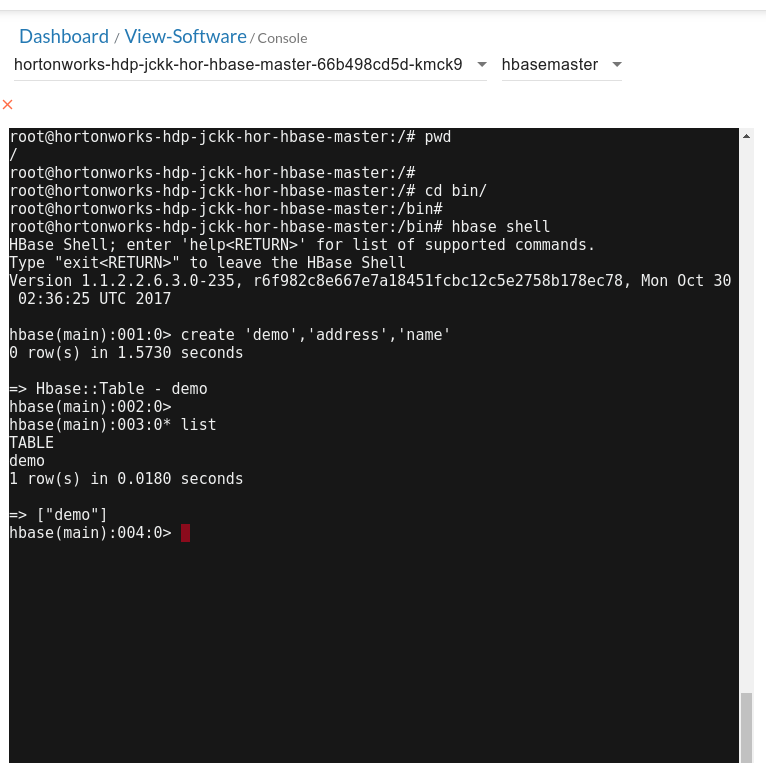 Dashboard / View-Software / Console
hortonworks-hdp-jckk-hor-hbase-master-66b498cd5d-kmck9 hbasemaster
root@hortonworks-hdp-jckk-hor-hbase-master:/# pwd
/
root@hortonworks-hdp-jckk-hor-hbase-master:/#
root@hortonworks-hdp-jckk-hor-hbase-master:/# cd bin/
root@hortonworks-hdp-jckk-hor-hbase-master:/bin#
root@hortonworks-hdp-jckk-hor-hbase-master:/bin# hbase shell
HBase Shell; enter 'help<RETURN>' for list of supported commands.
Type "exit<RETURN>" to leave the HBase Shell
Version 1.1.2.2.6.3.0-235, r6f982c8e667e7a18451fcbc12c5e2758b178ec78, Mon Oct 30
02:36:25 UTC 2017
hbase(main):001:0> create 'demo','address','name'
0 row(s) in 1.5730 seconds
=> Hbase::Table - demo
hbase(main):002:0>
hbase(main):003:0* list
TABLE
demo
1 row(s) in 0.0180 seconds
=> ["demo"]
hbase(main):004:0>